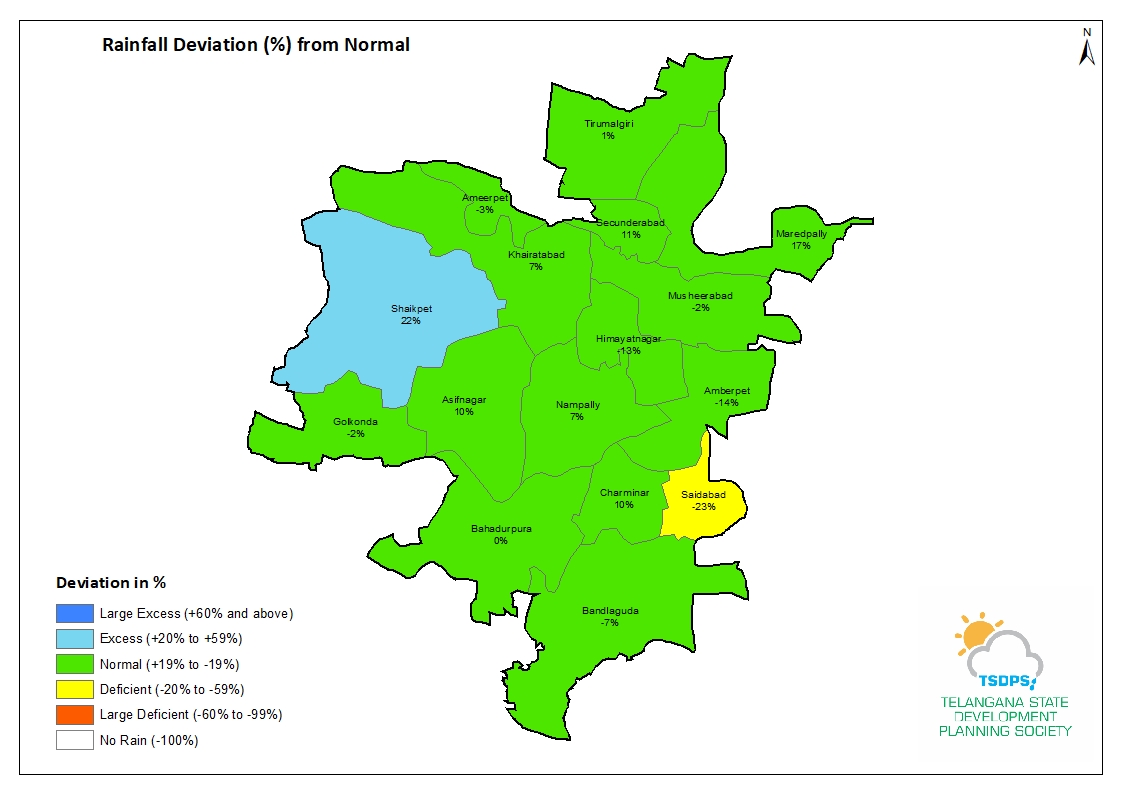 Rainfall Deviation (%) from Normal
N
Tirumalgiri
1%
Ameerpet
-3%
Secunderabad
11%
Maredpally
17%
Khairatabad
7%
Musheerabad
-2%
Shaikpet
22%
Himayatnagar
-13%
Amberpet
-14%
Asifnagar
10%
Nampally
7%
Golkonda
-2%
Charminar
10%
Saidabad
-23%
Bahadurpura
0%
Bandlaguda
-7%
Deviation in %
Large Excess (+60% and above)
Excess (+20% to +59%)
Normal (+19% to -19%)
Deficient (-20% to -59%)
Large Deficient (-60% to -99%)
No Rain (-100%)
TSDPS
TELANGANA STATE
DEVELOPMENT
PLANNING SOCIETY